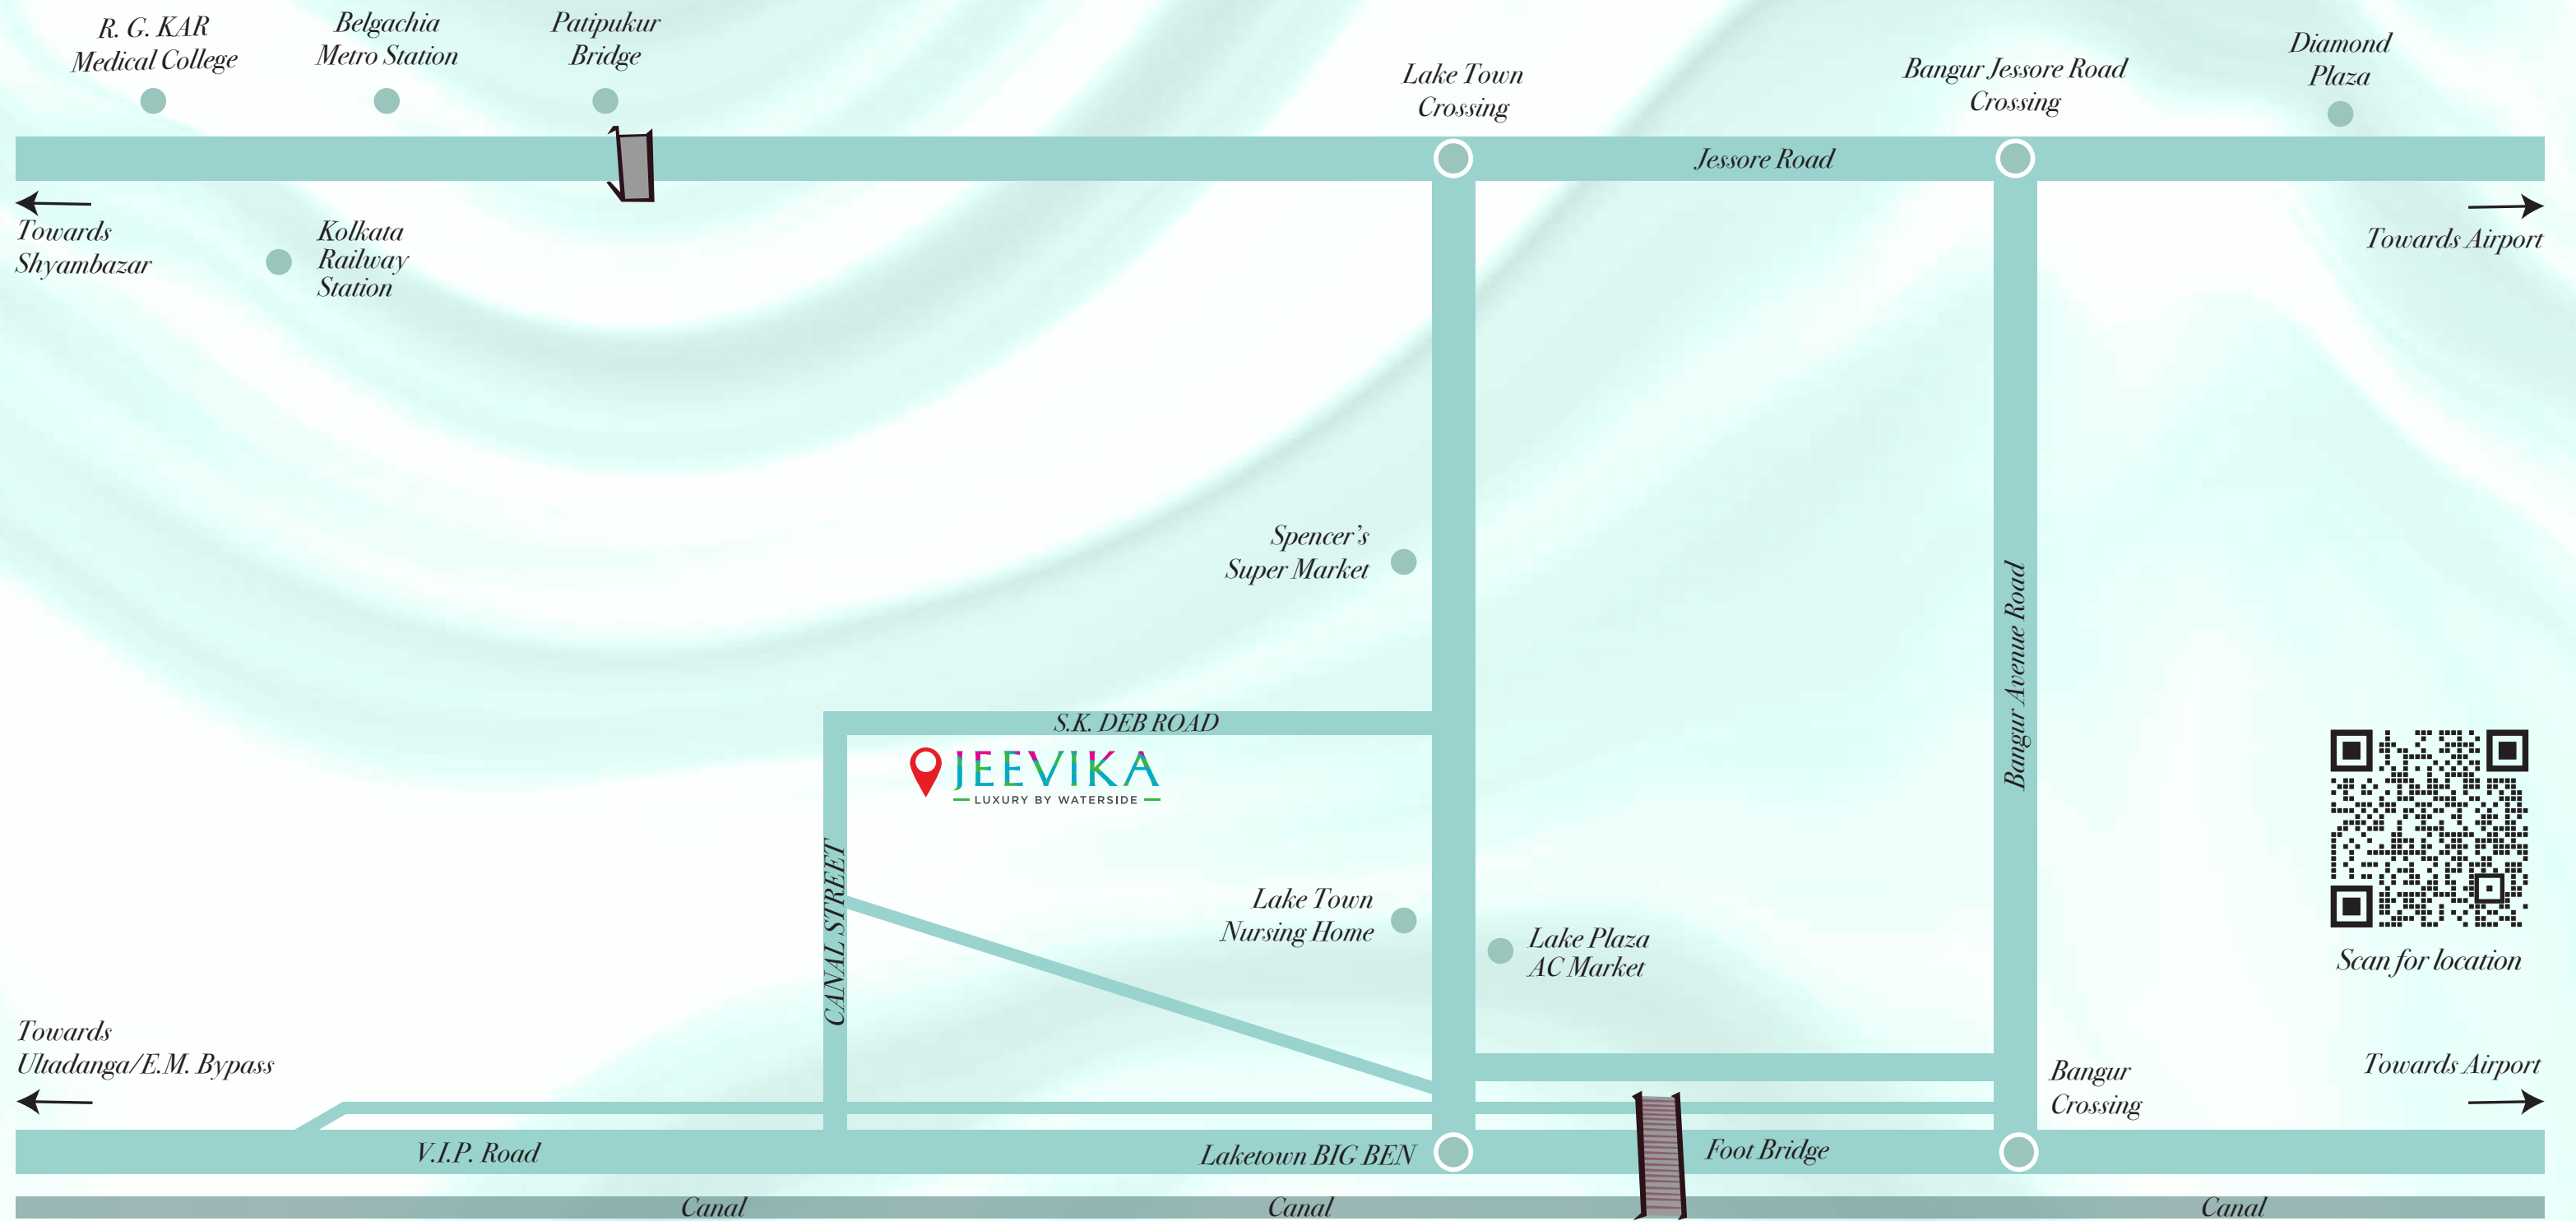 R. G. KAR
Medical College
Belgachia
Metro Station
Patipukur
Bridge
Lake Town
Crossing
Bangur Jessore Road
Crossing
Diamond
Plaza
Jessore Road
Towards
Shyambazar
Kolkata
Railway
Station
Towards Airport
Spencer's
Super Market
Bangur Avenue Road
S.K. DEB ROAD
JEEVIKA
LUXURY BY WATERSIDE
CANAL STREET
Lake Town
Nursing Home
Lake Plaza
AC Market
Scan for location
Towards
Ultadanga/E.M. Bypass
Bangur
Crossing
Towards Airport
V.I.P. Road
Laketown BIG BEN
Foot Bridge
Canal
Canal
Canal